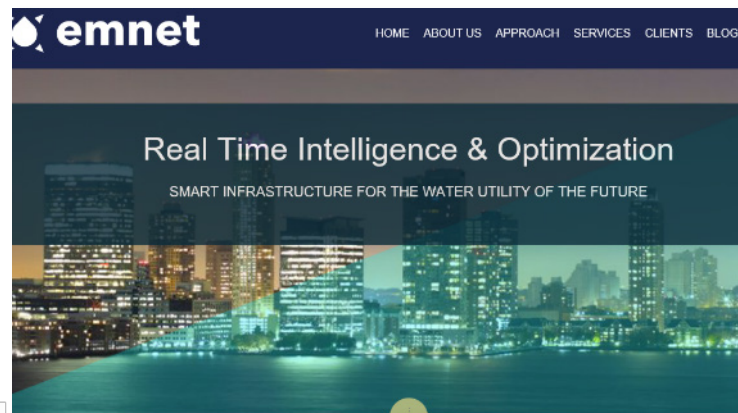 emnet
HOME ABOUT US APPROACH SERVICES CLIENTS BLOG
Real Time Intelligence & Optimization
SMART INFRASTRUCTURE FOR THE WATER UTILITY OF THE FUTURE